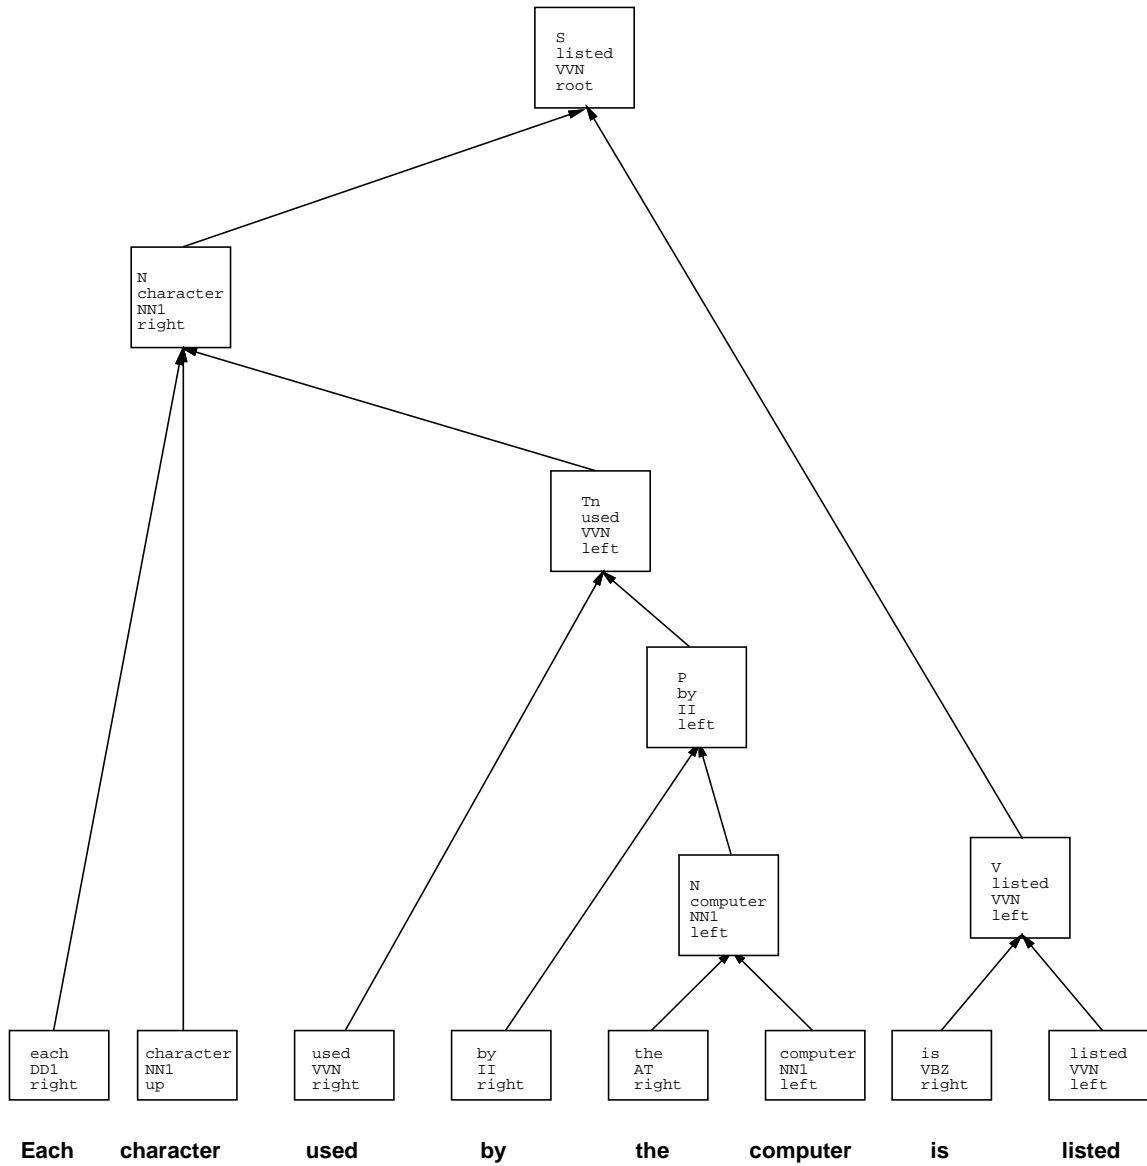 S
listed
VVN
root
N
character
NN1
right
Tn
used
VVN
left
P
by
II
left
N
computer
NN1
left
V
listed
VVN
left
each
DD1
right
character
NN1
up
used
VVN
right
by
II
right
the
AT
right
computer
NN1
left
is
VBZ
right
listed
VVN
left
Each character used by the computer is listed